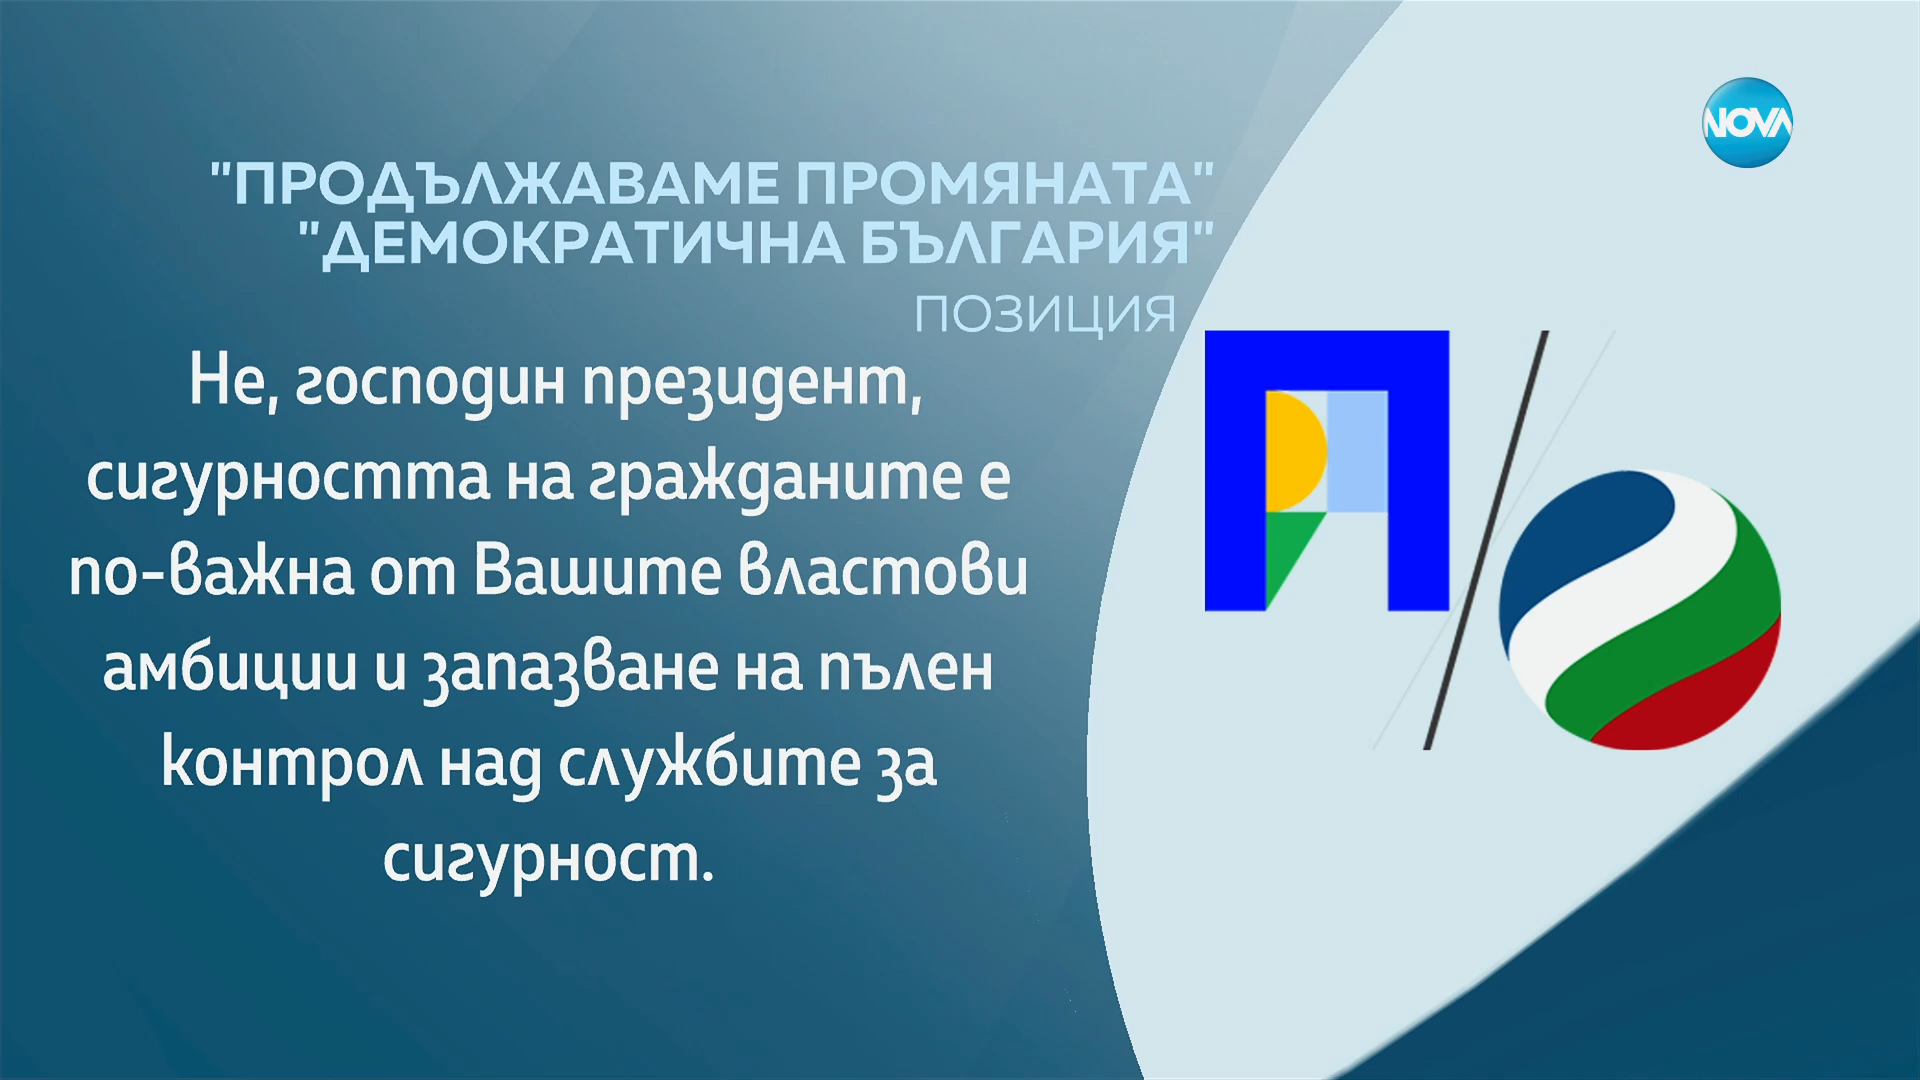 NOVA
"ПРОДЪЛЖАВАМЕ ПРОМЯНАТА"
"ДЕМОКРАТИЧНА БЪЛГАРИЯ"
ПОЗИЦИЯ
Не, господин президент,
сигурността на гражданите е
по-важна от Вашите властови
амбиции и запазване на пълен
контрол над службите за
сигурност.